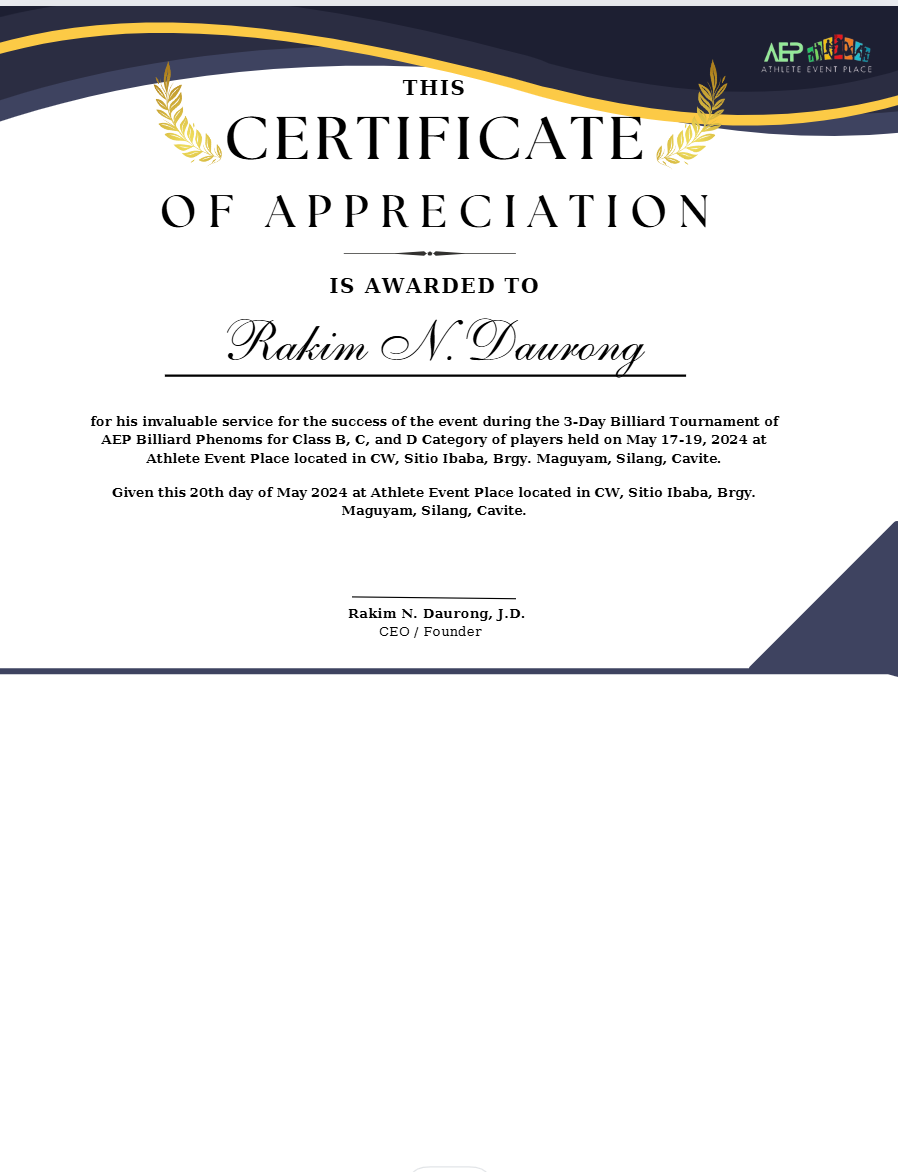 AEP
ATHLETE EVENT PLACE
THIS
CERTIFICATE
OF APPRECIATION
IS AWARDED TO
Rakim N. Daurong
for his invaluable service for the success of the event during the 3-Day Billiard Tournament of
AEP Billiard Phenoms for Class B, C, and D Category of players held on May 17-19, 2024 at
Athlete Event Place located in CW, Sitio Ibaba, Brgy. Maguyam, Silang, Cavite.
Given this 20th day of May 2024 at Athlete Event Place located in CW, Sitio Ibaba, Brgy.
Maguyam, Silang, Cavite.
Rakim N. Daurong, J.D.
CEO / Founder